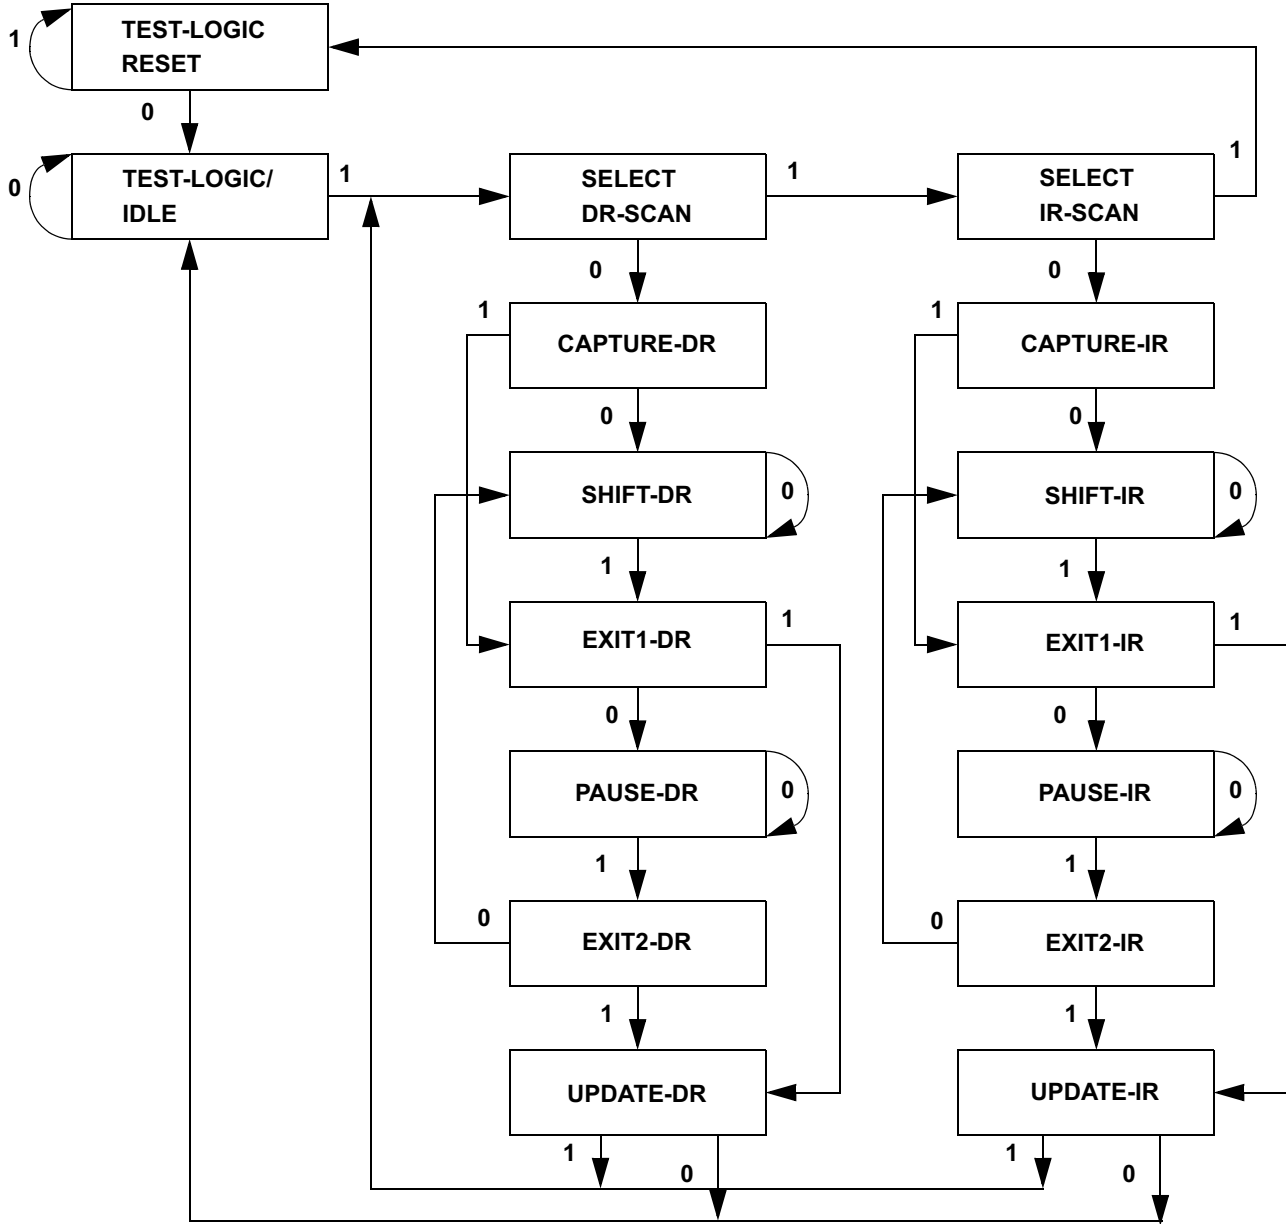 TEST-LOGIC
RESET
1
0
TEST-LOGIC/
IDLE
0
1
SELECT
DR-SCAN
1
SELECT
IR-SCAN
1
0
0
1
CAPTURE-DR
1
CAPTURE-IR
0
0
SHIFT-DR
0
SHIFT-IR
0
1
1
EXIT1-DR
1
EXIT1-IR
1
0
0
PAUSE-DR
0
PAUSE-IR
0
1
1
0
EXIT2-DR
0
EXIT2-IR
1
1
UPDATE-DR
UPDATE-IR
1
0
1
0